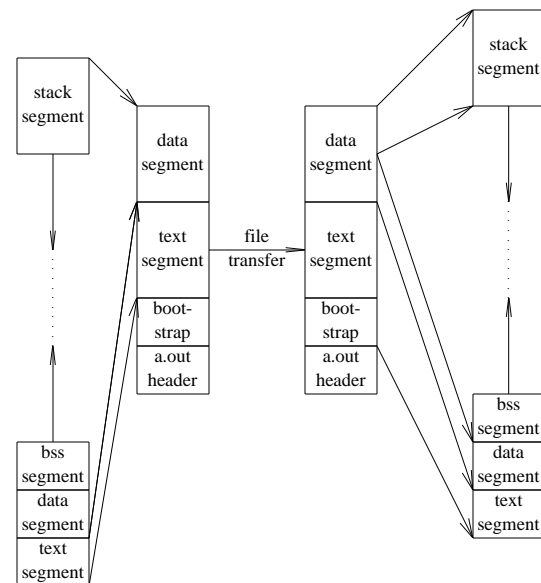 stack
segment
data
segment
text
segment
boot-
strap
a.out
header
bss
segment
data
segment
text
segment
file
transfer
data
segment
text
segment
boot-
strap
a.out
header
stack
segment
bss
segment
data
segment
text
segment